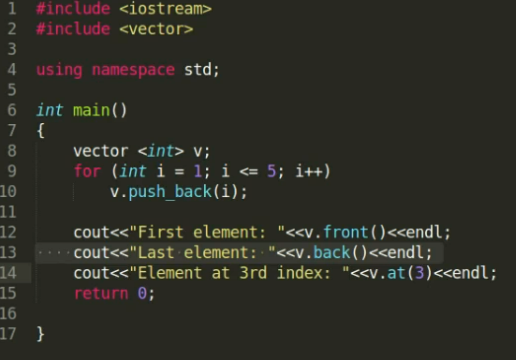 1 #include <iostream>
2 #include <vector>
3
4 using namespace std;
5
6 int main()
7 {
8     vector <int> v;
9     for (int i = 1; i <= 5; i++)
10         v.push_back(i);
11
12     cout<<"First element: "<<v.front()<<endl;
13     cout<<"Last element: "<<v.back()<<endl;
14     cout<<"Element at 3rd index: "<<v.at(3)<<endl;
15     return 0;
16
17 }